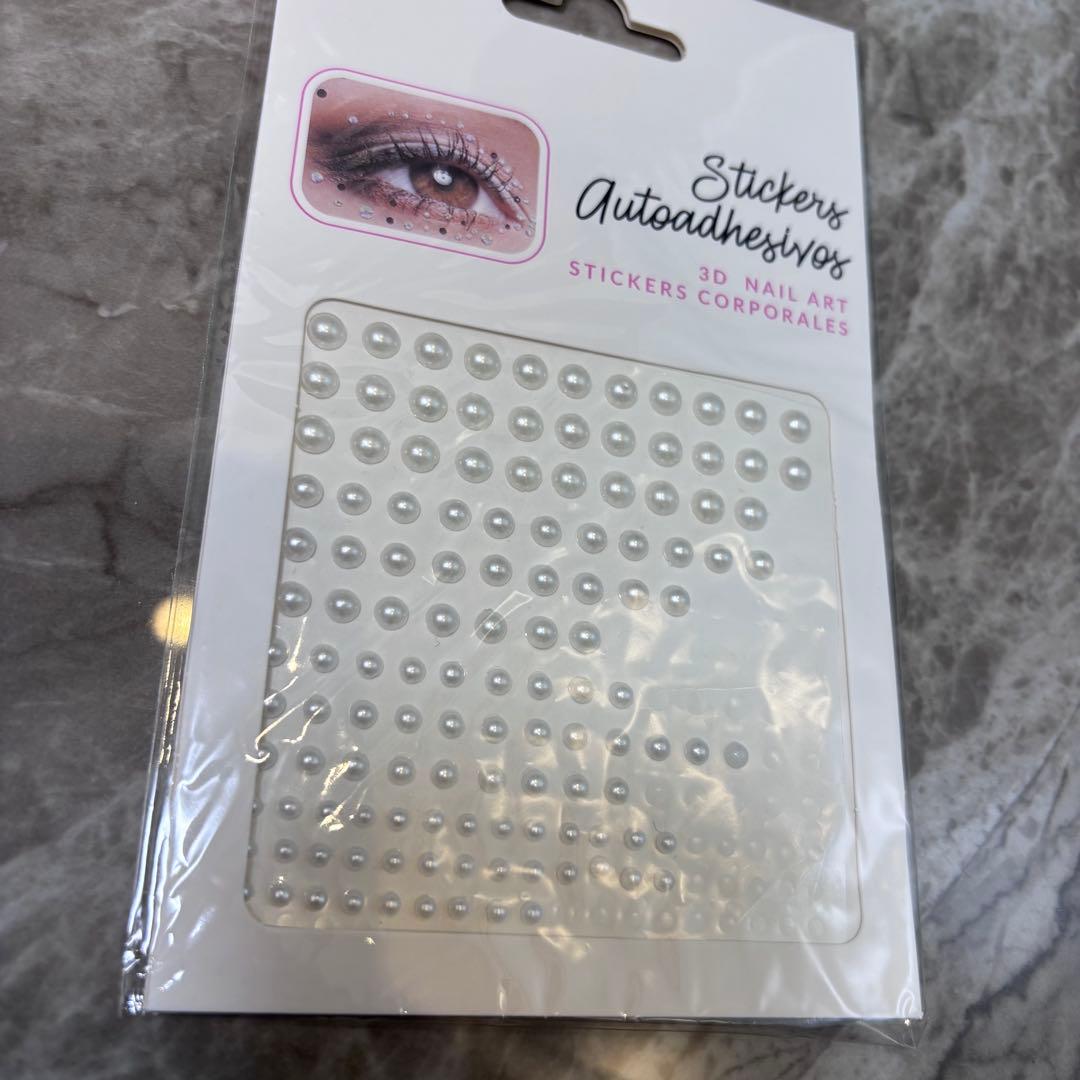 Stickers
Autoadhesivos
3D NAIL ART
STICKERS CORPORALES